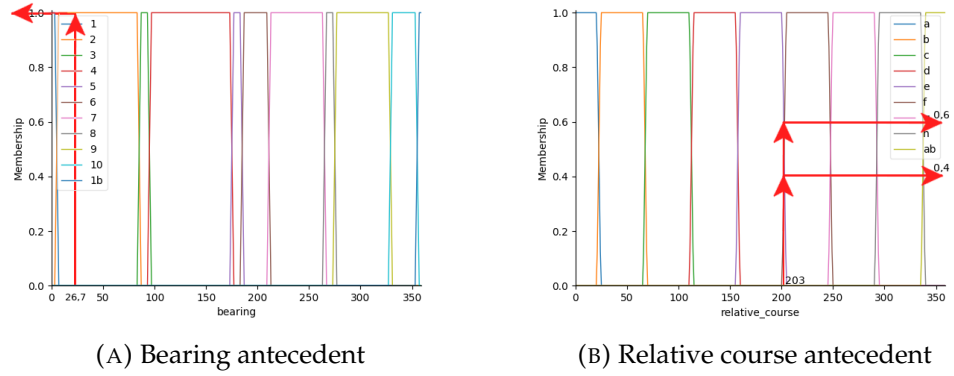 1.0
0.8
0.6
0.4
0.2
0.0
Membership
1
2
3
4
5
6
7
8
9
10
1b
0 26.7 50 100 150 200 250 300 350
bearing
(A) Bearing antecedent
1.0
0.8
0.6
0.4
0.2
0.0
Membership
a
b
c
d
e
f
h
ab
0,6
0,4
203
0 50 100 150 200 250 300 350
relative_course
(B) Relative course antecedent